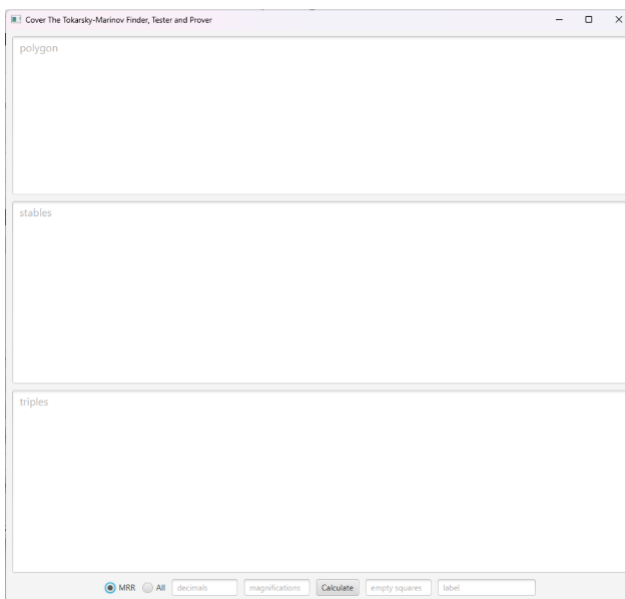 Cover The Tokarsky-Marinov Finder, Tester and Prover
polygon
stables
triples
MRR All decimals magnifications Calculate empty squares label